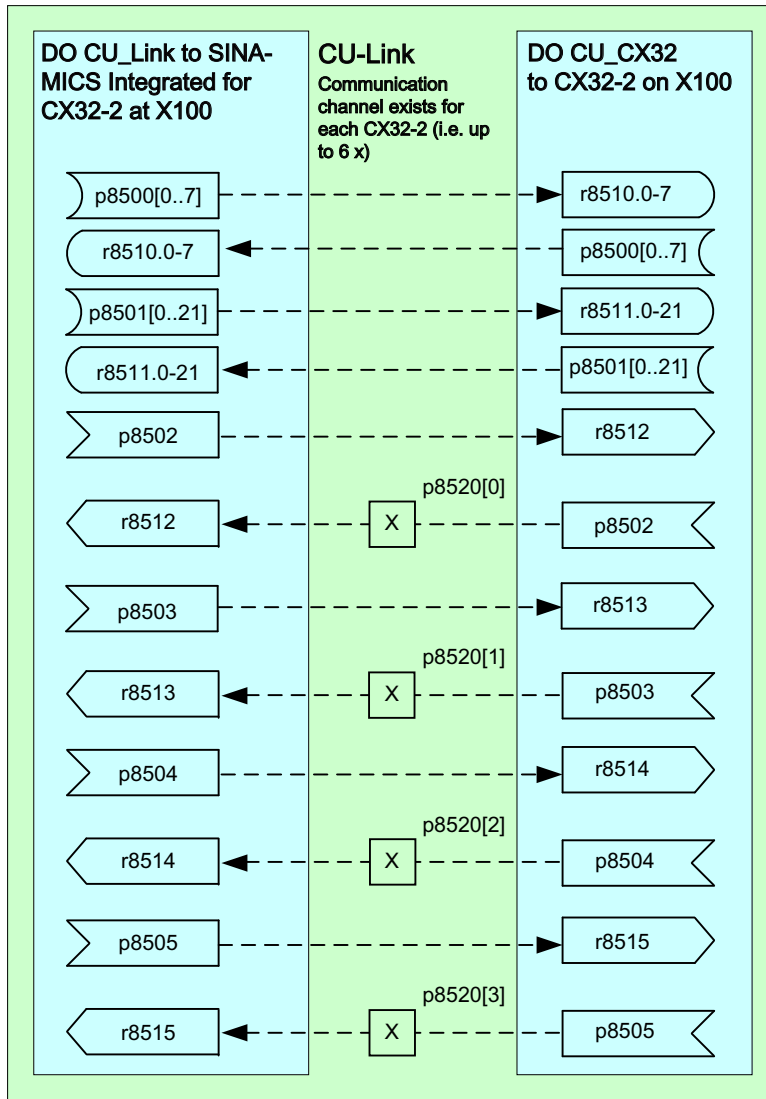 DO CU_Link to SINA-
MICS Integrated for
CX32-2 at X100
CU-Link
Communication
channel exists for
each CX32-2 (i.e. up
to 6 x)
DO CU_CX32
to CX32-2 on X100
p8500[0..7]
r8510.0-7
r8510.0-7
p8500[0..7]
p8501[0..21]
r8511.0-21
r8511.0-21
p8501[0..21]
p8502
r8512
p8520[0]
r8512
X
p8502
p8503
r8513
p8520[1]
r8513
X
p8503
p8504
r8514
p8520[2]
r8514
X
p8504
p8505
r8515
p8520[3]
r8515
X
p8505